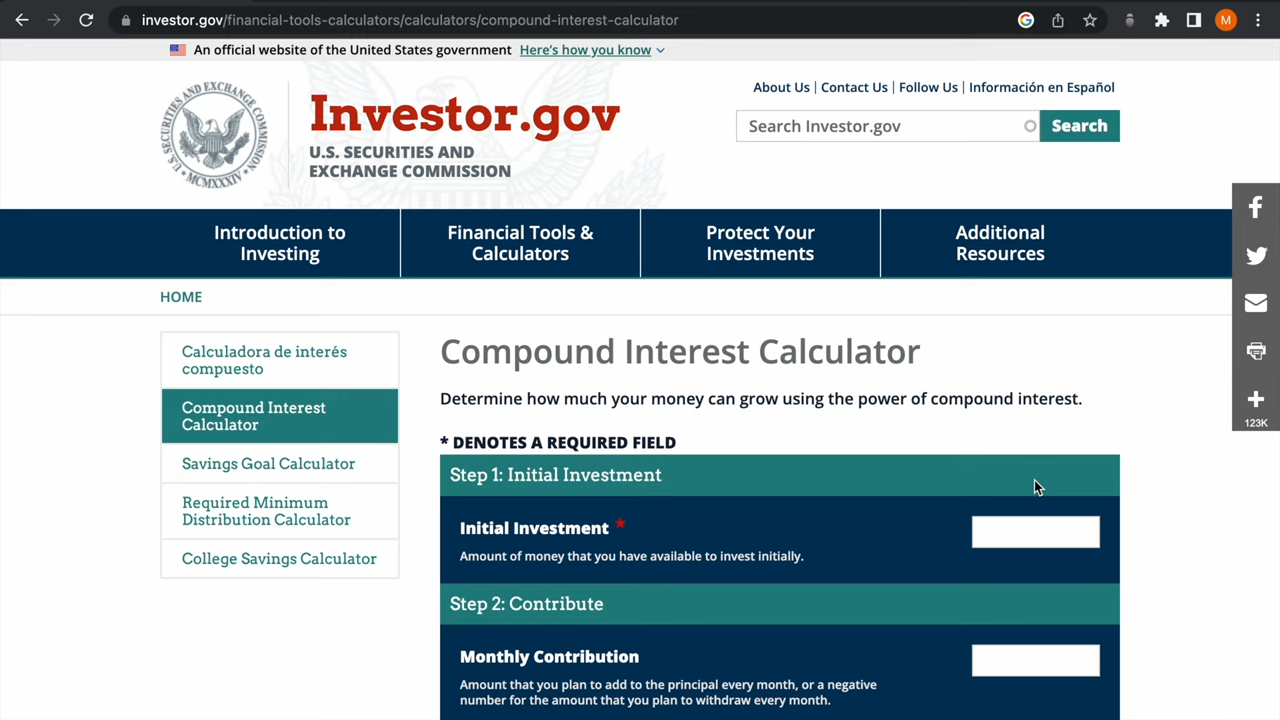 investor.gov/financial-tools-calculators/calculators/compound-interest-calculator
M
An official website of the United States government Here's how you know
SECURITIES AND EXCHANGE COMMISSION
U.S.
MCMXXXIV
Investor.gov
U.S. SECURITIES AND
EXCHANGE COMMISSION
About Us | Contact Us | Follow Us | Información en Español
Search Investor.gov
Search
Introduction to
Investing
Financial Tools &
Calculators
Protect Your
Investments
Additional
Resources
HOME
Calculadora de interés
compuesto
Compound Interest
Calculator
Savings Goal Calculator
Required Minimum
Distribution Calculator
College Savings Calculator
Compound Interest Calculator
Determine how much your money can grow using the power of compound interest.
* DENOTES A REQUIRED FIELD
Step 1: Initial Investment
Initial Investment *
Amount of money that you have available to invest initially.
Step 2: Contribute
Monthly Contribution
Amount that you plan to add to the principal every month, or a negative
number for the amount that you plan to withdraw every month.
123K